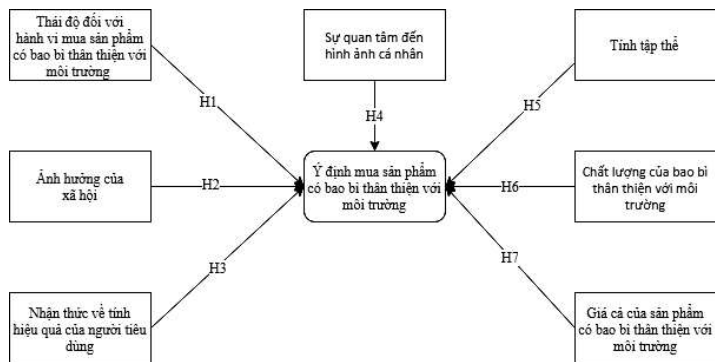 Thái độ đối với
hành vi mua sản phẩm
có bao bì thân thiện với
môi trường
Sự quan tâm đến
hình ảnh cá nhân
Tính tập thể
H1
H4
H5
Ảnh hưởng của
xã hội
H2
Ý định mua sản phẩm
có bao bì thân thiện với
môi trường
H6
Chất lượng của bao bì
thân thiện với môi
trường
H3
H7
Nhận thức về tính
hiệu quả của người tiêu
dùng
Giá cả của sản phẩm
có bao bì thân thiện với
môi trường